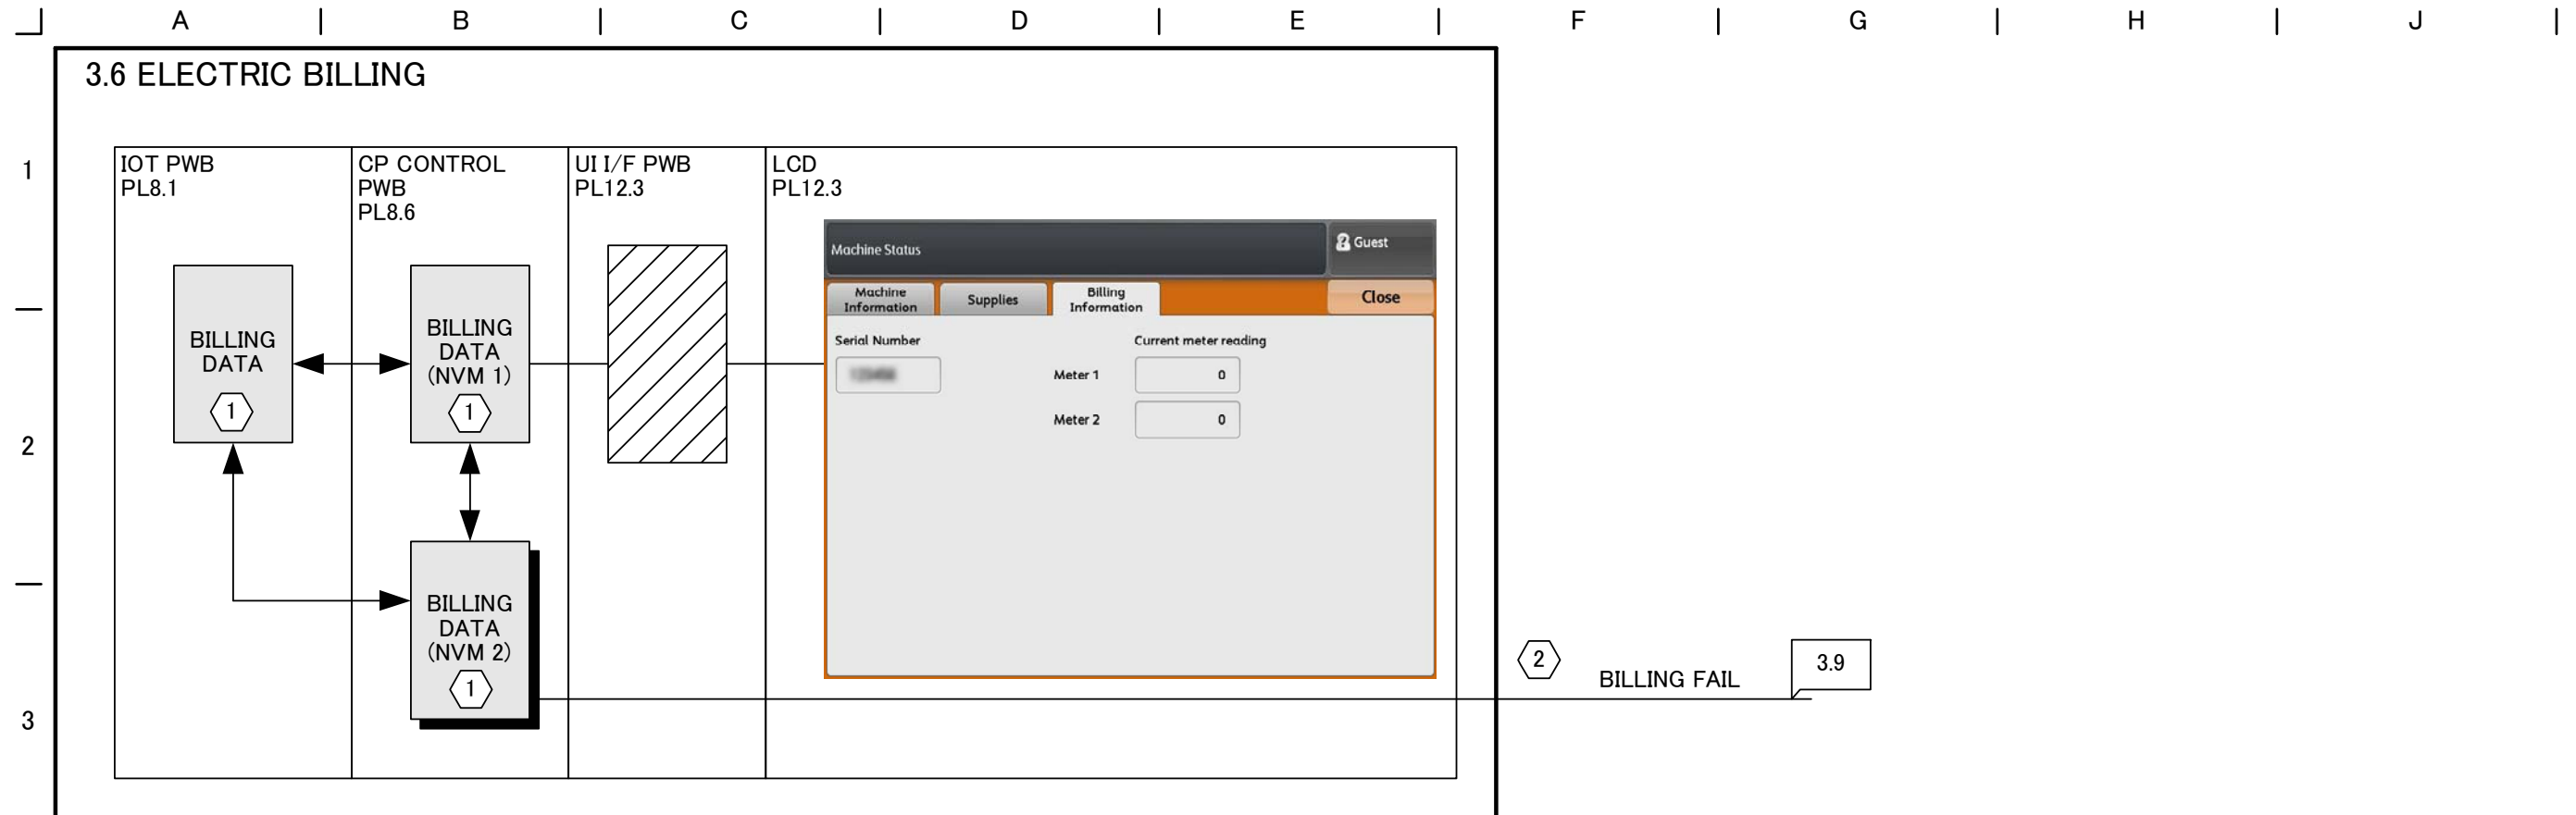 A B C D E F G H J
3.6 ELECTRIC BILLING
1
IOT PWB
PL8.1
CP CONTROL
PWB
PL8.6
UI I/F PWB
PL12.3
LCD
PL12.3
Machine Status
Guest
Machine
Information
Supplies
Billing
Information
Close
Serial Number
Current meter reading
Meter 1
0
Meter 2
0
BILLING
DATA
1
BILLING
DATA
(NVM 1)
1
2
BILLING
DATA
(NVM 2)
1
2
BILLING FAIL
3.9
3